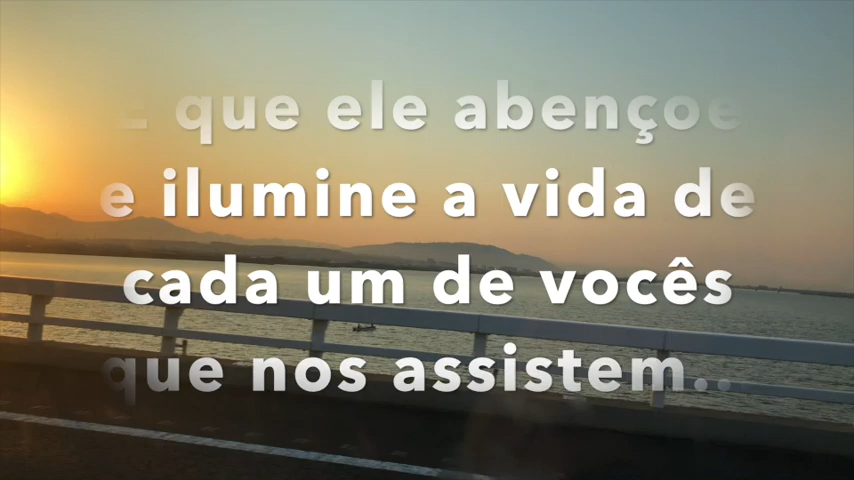 E que ele abençoe
e ilumine a vida de
cada um de vocês
que nos assistem..